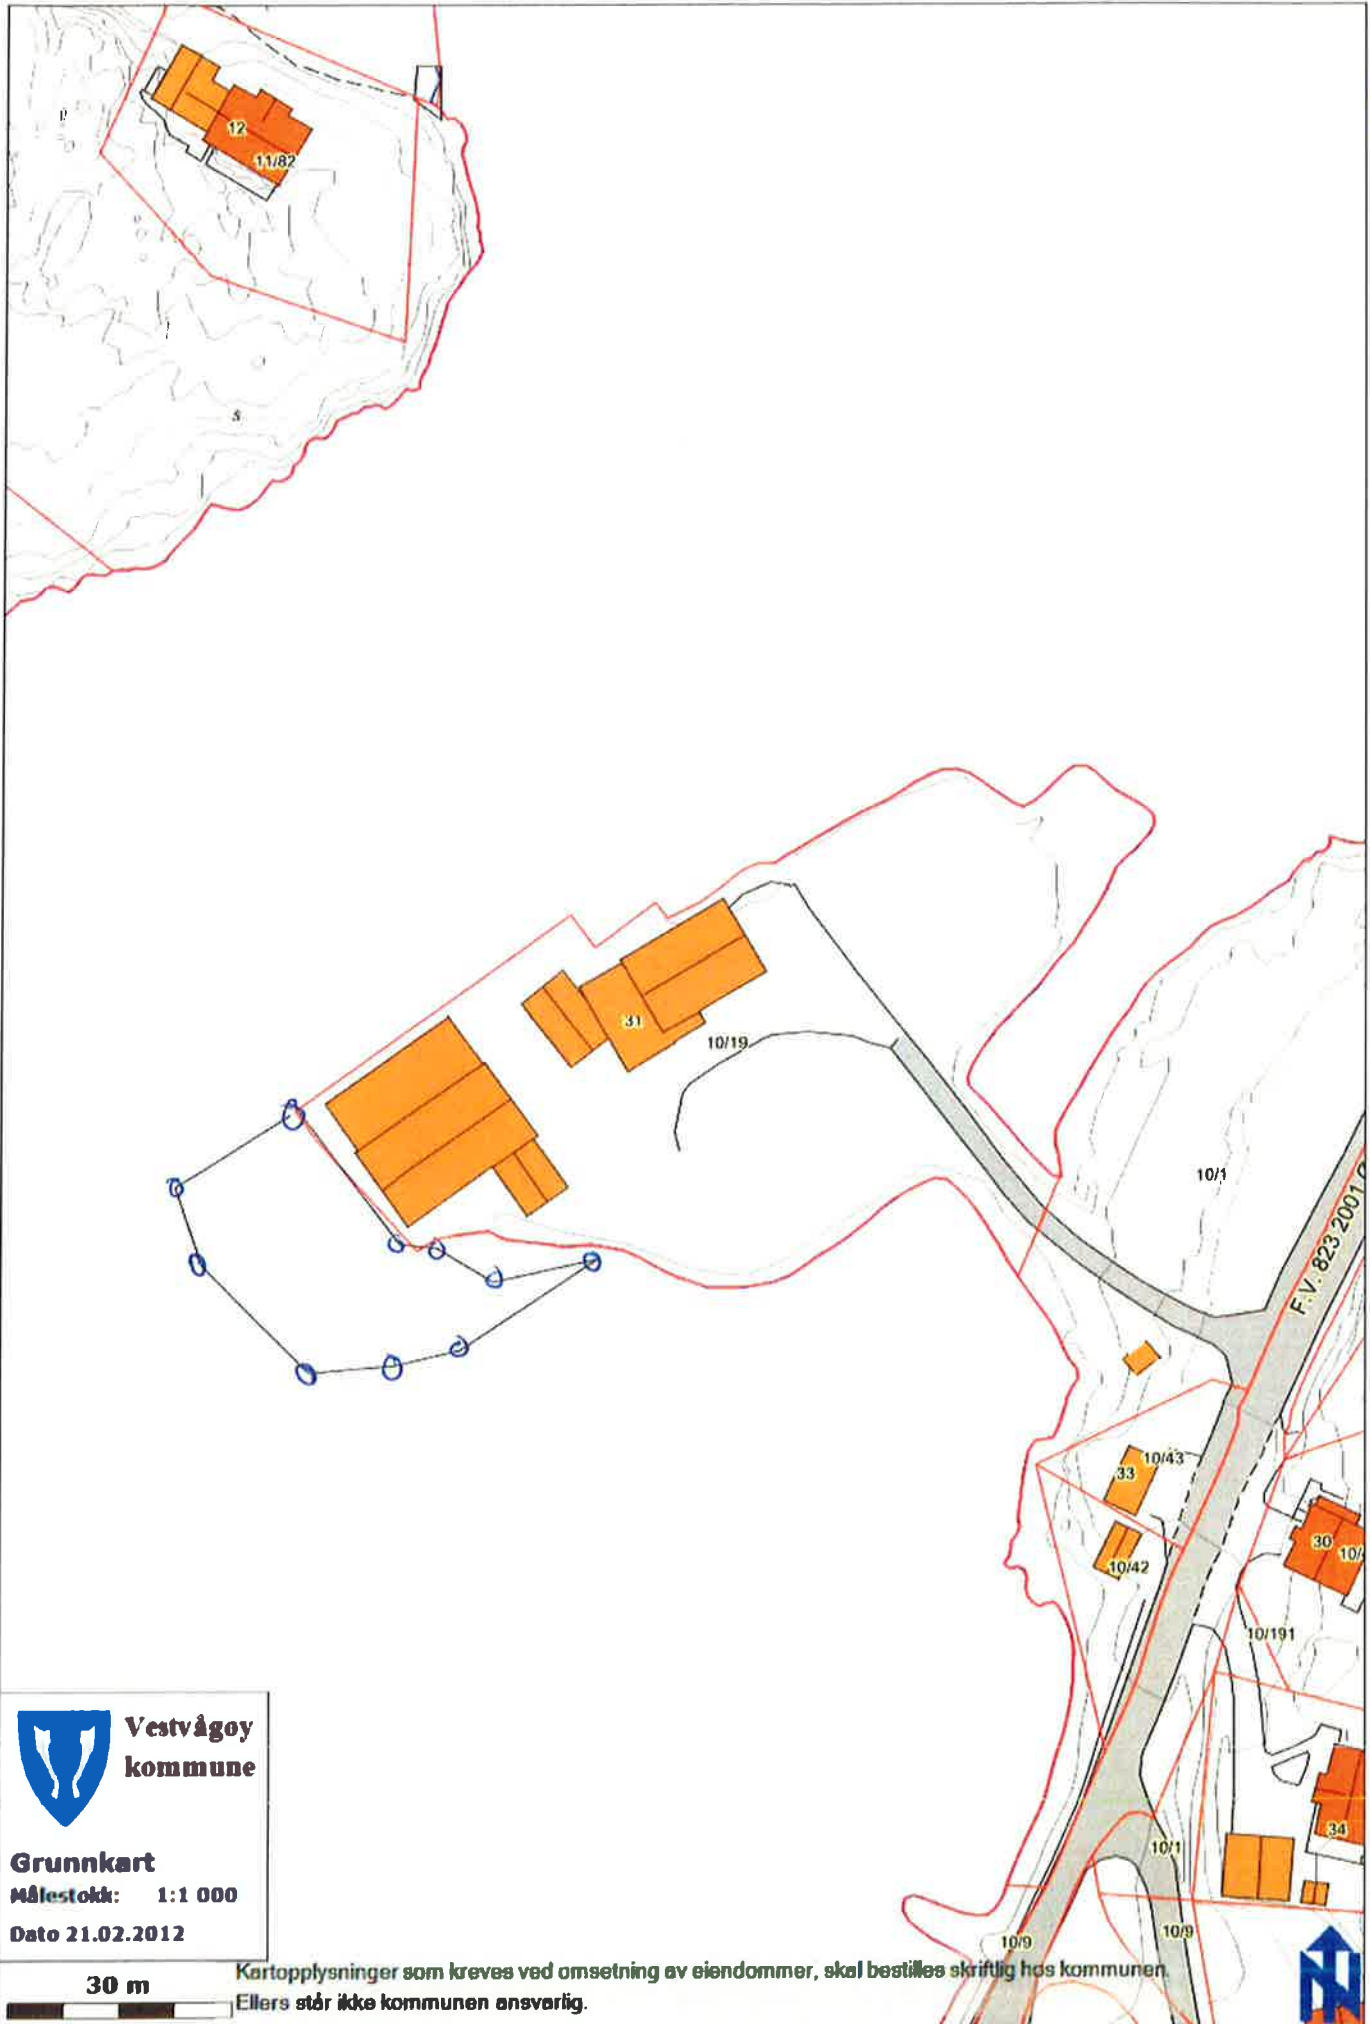 12
11/82
S
31
10/19
10/1
F.V. 823 2001
33
10/43
10/42
30
10/
10/191
34
10/1
10/9
10/9
Vestvågøy
kommune
Grunnkart
Målestokk: 1:1 000
Dato 21.02.2012
30 m
Kartopplysninger som kreves ved omsetning av eiendommer, skal bestilles skriftlig hos kommunen.
Ellers står ikke kommunen ansvarlig.
N